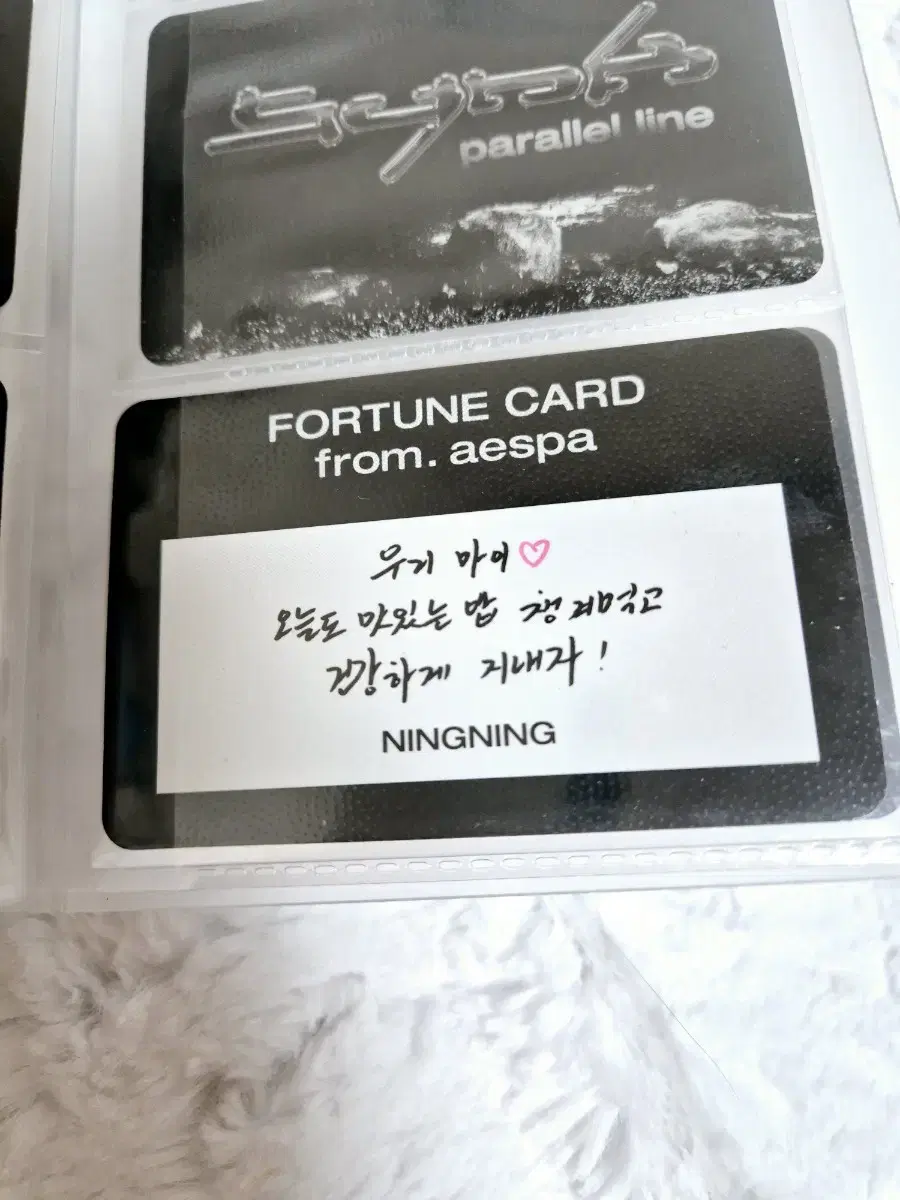 synk
parallel line
FORTUNE CARD
from. aespa
우리 마이♡
오늘도 맛있는 밥 챙겨먹고
건강하게 지내자!
NINGNING